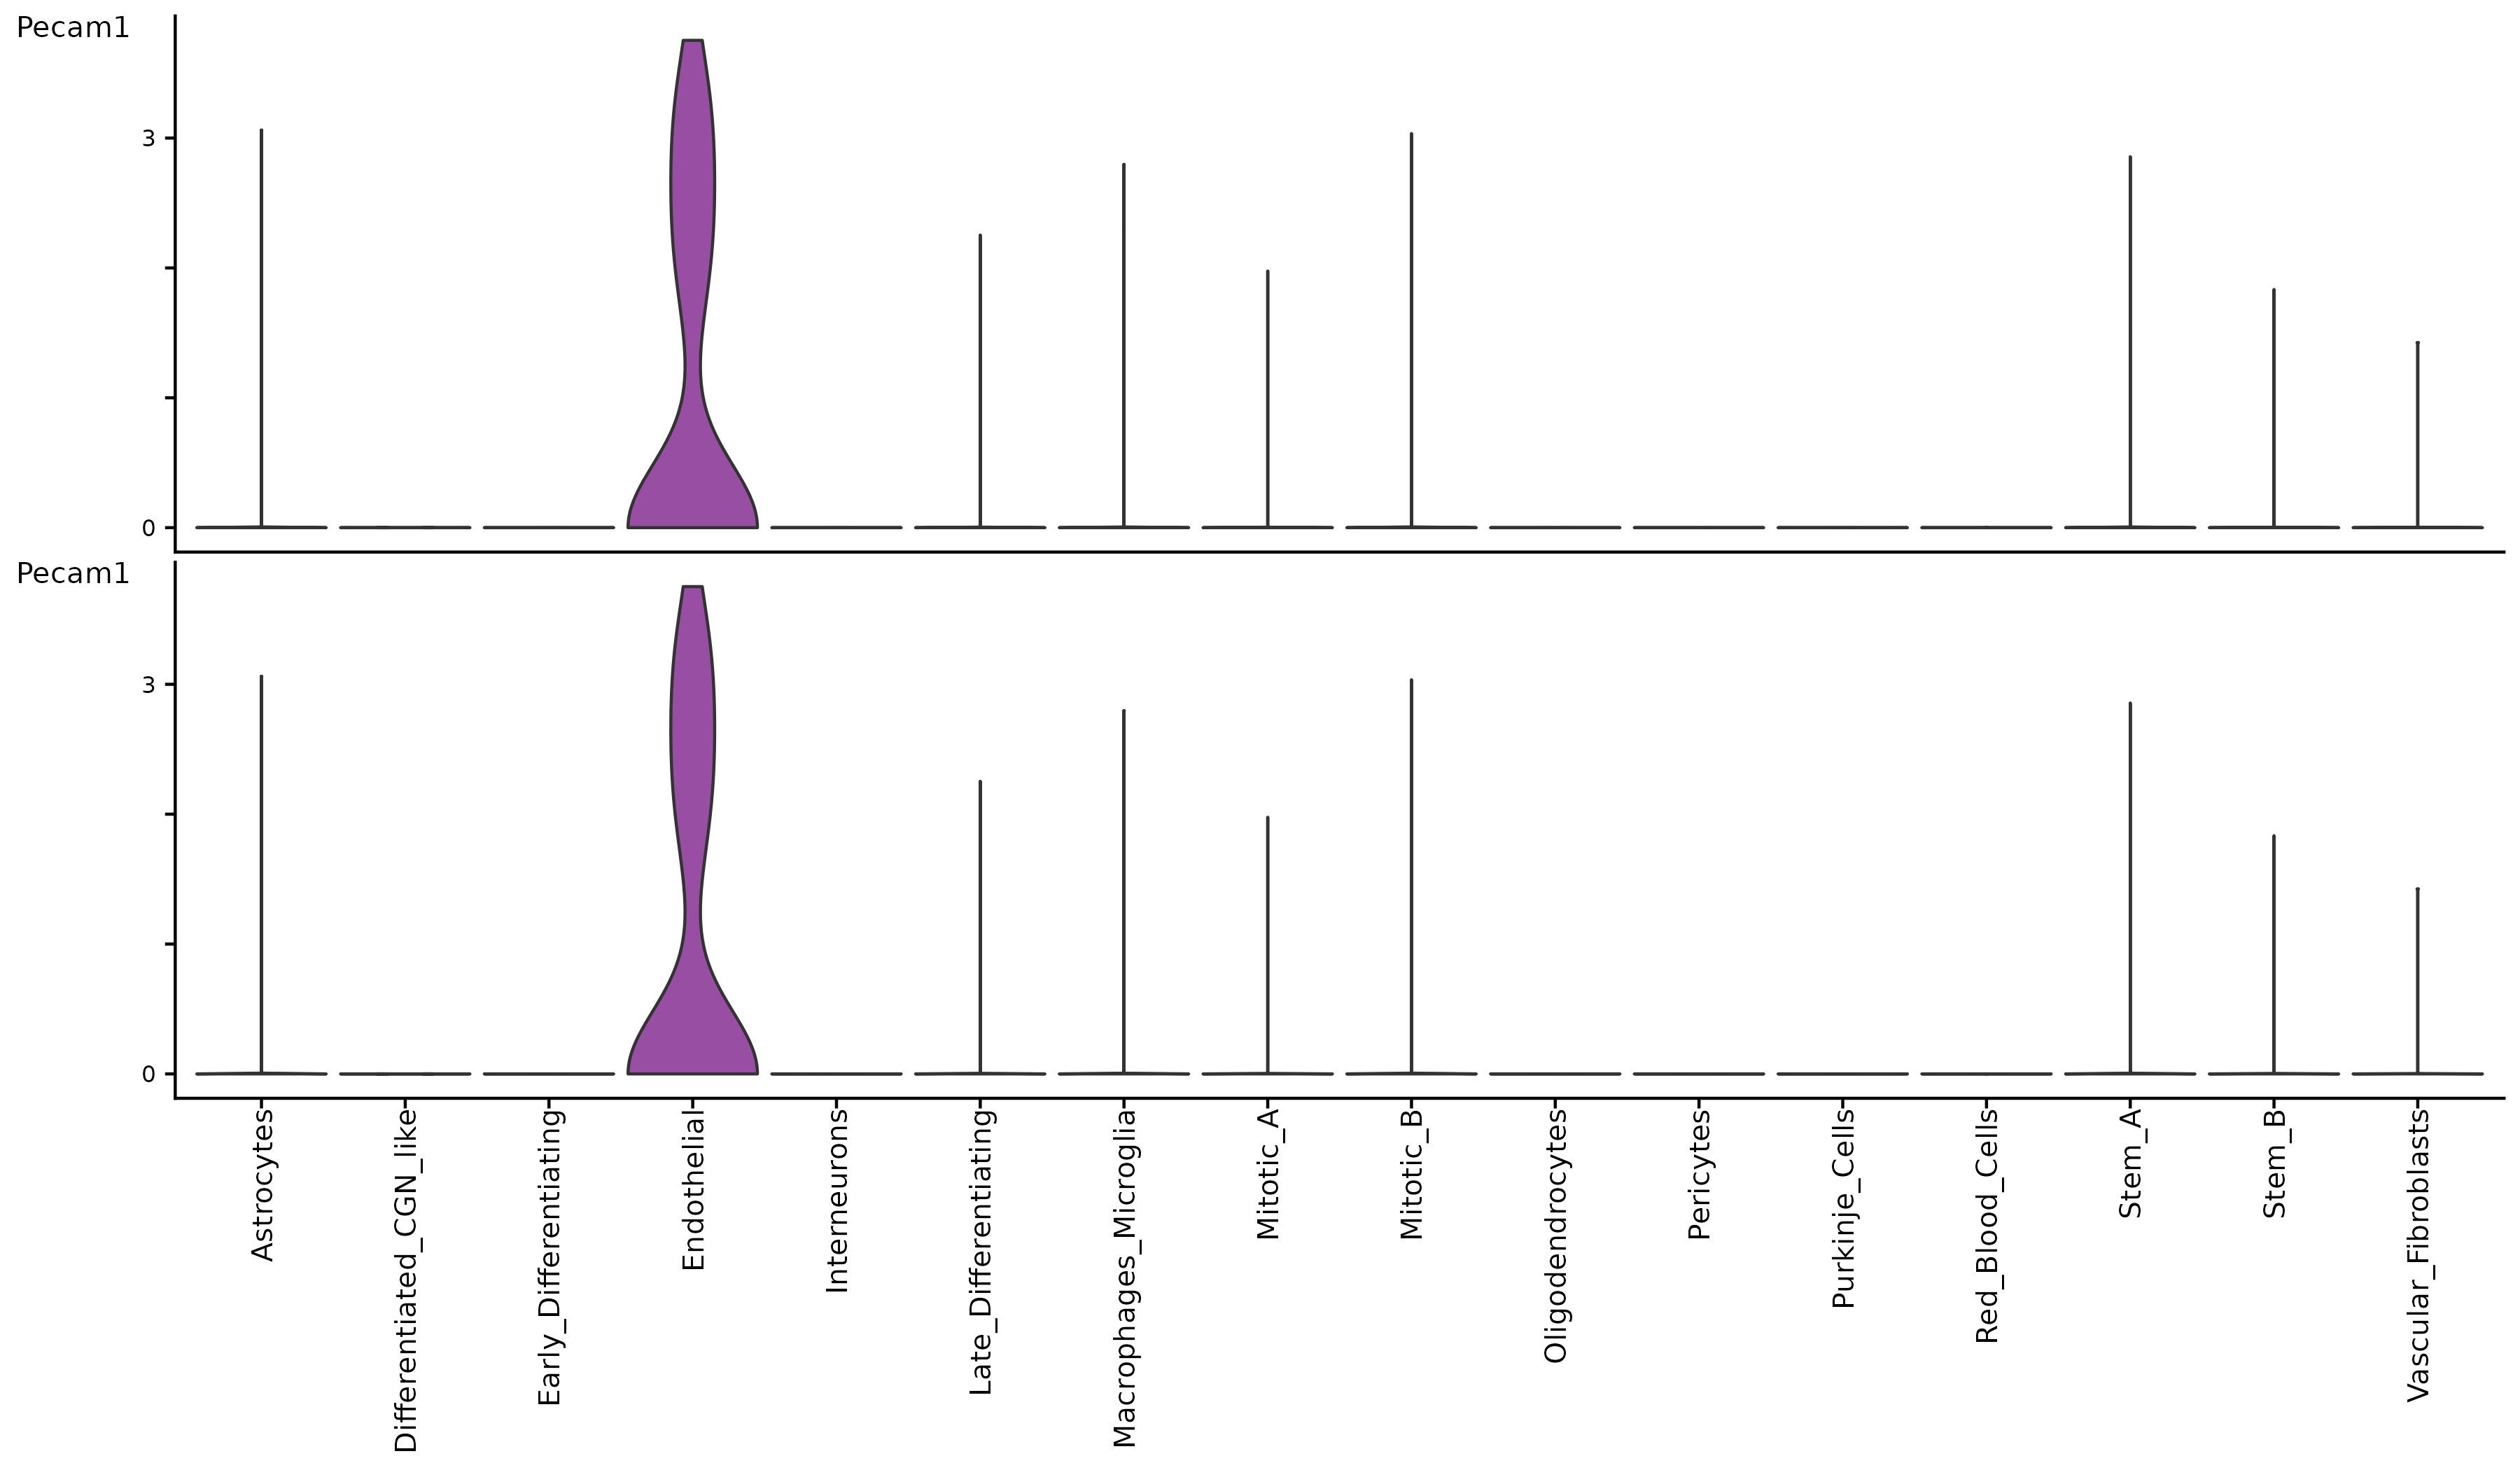 Pecam1
3
0
Pecam1
3
0
Astrocytes
Differentiated_CGN_like
Early_Differentiating
Endothelial
Interneurons
Late_Differentiating
Macrophages_Microglia
Mitotic_A
Mitotic_B
Oligodendrocytes
Pericytes
Purkinje_Cells
Red_Blood_Cells
Stem_A
Stem_B
Vascular_Fibroblasts